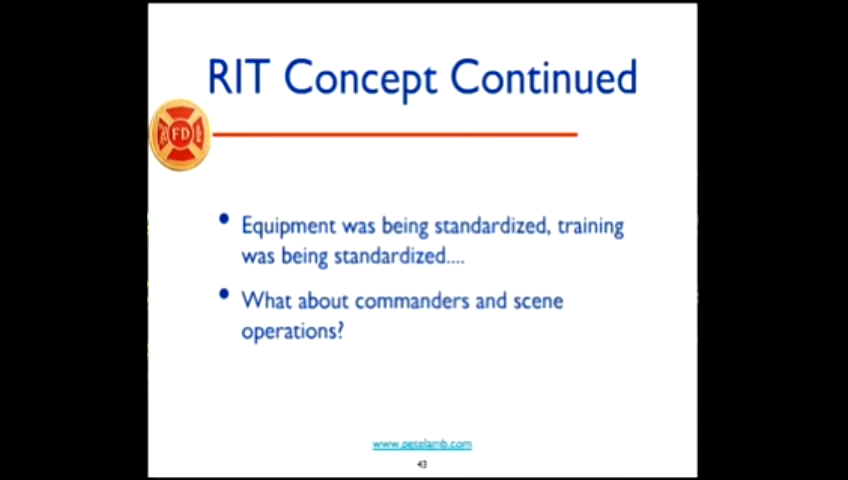 RIT Concept Continued
FD
• Equipment was being standardized, training
was being standardized....
• What about commanders and scene
operations?
www.petelamb.com
43